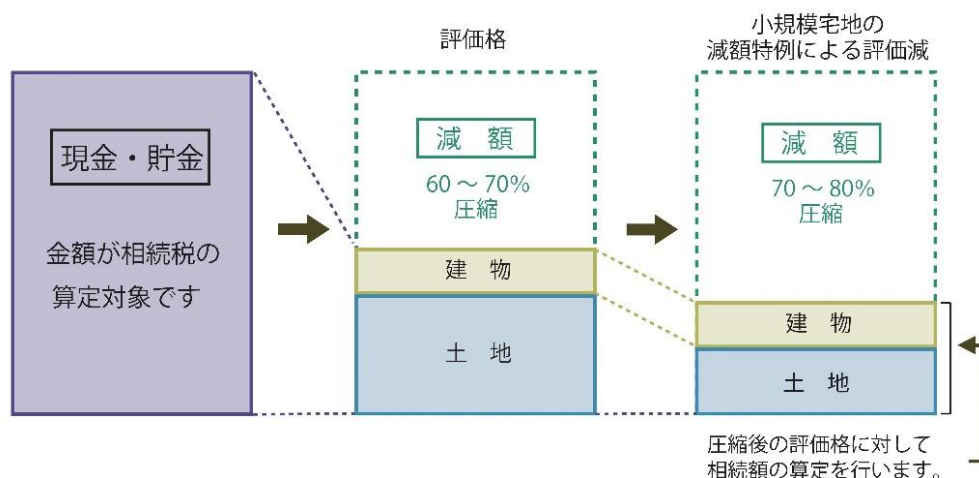 現金・貯金
金額が相続税の
算定対象です
評価格
減 額
60 ～ 70%
圧縮
建 物
土 地
小規模宅地の
減額特例による評価減
減 額
70 ～ 80%
圧縮
建 物
土 地
圧縮後の評価格に対して
相続額の算定を行います。